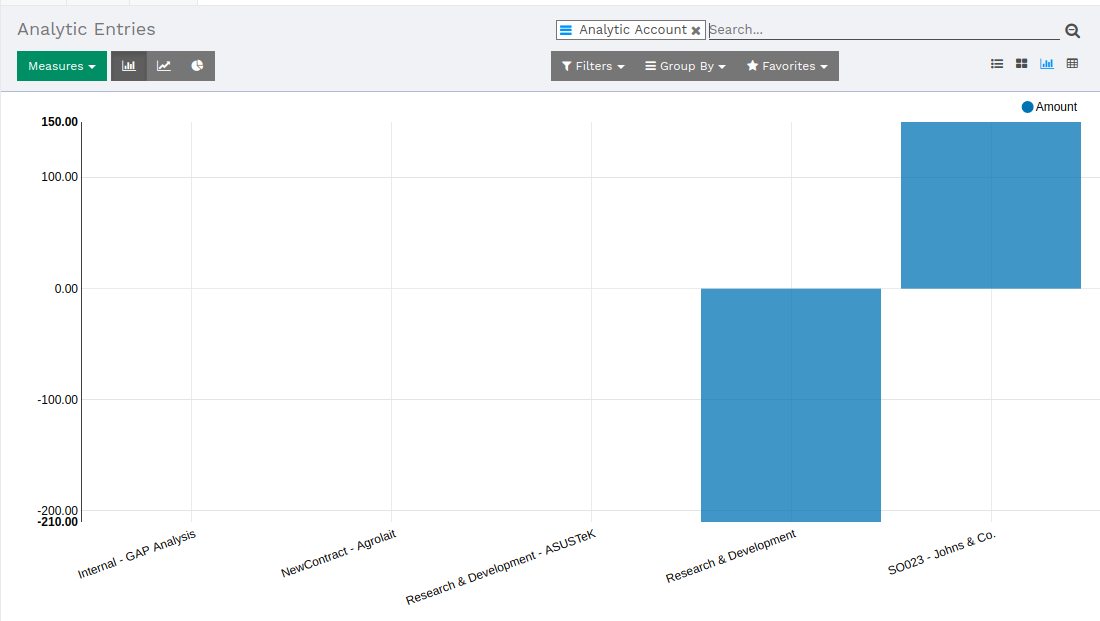 Analytic Entries
Analytic Account Search...
Measures
Filters Group By Favorites
Amount
150.00
100.00
0.00
-100.00
-200.00
-210.00
Internal - GAP Analysis
NewContract - Agrolait
Research & Development - ASUSTeK
Research & Development
SO023 - Johns & Co.